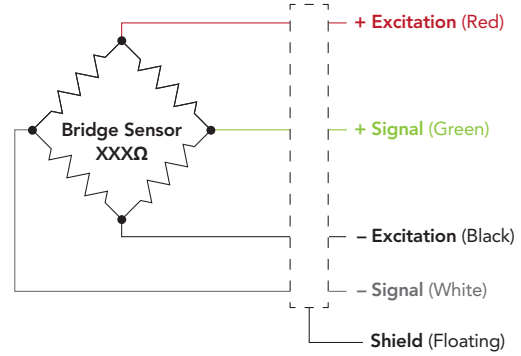 + Excitation (Red)
Bridge Sensor
XXXΩ
+ Signal (Green)
– Excitation (Black)
– Signal (White)
Shield (Floating)